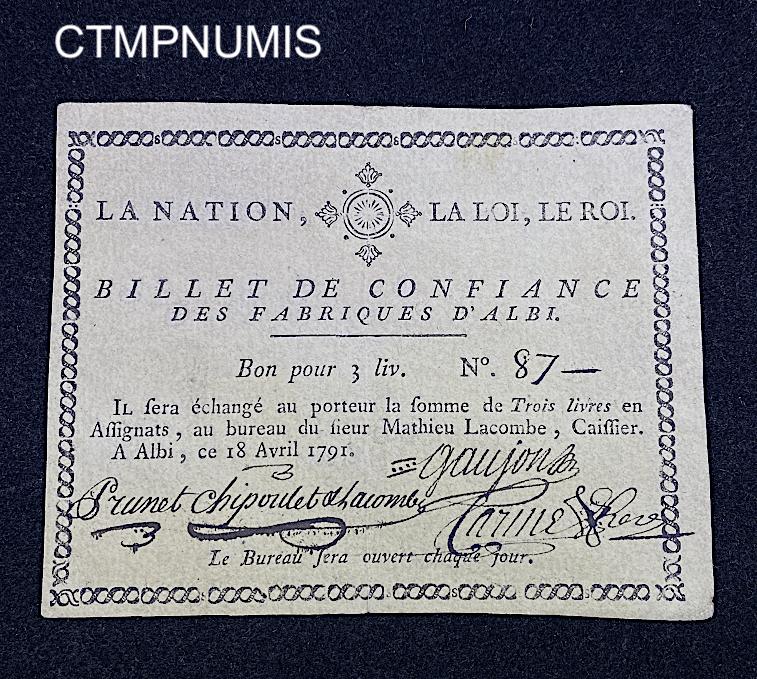 CTMPNUMIS
LA NATION, LA LOI, LE ROI.
BILLET DE CONFIANCE
DES FABRIQUES D'ALBI.
Bon pour 3 liv. N°. 87—
IL ſera échangé au porteur la ſomme de Trois livres en
Aſſignats, au bureau du ſieur Mathieu Lacombe, Caiſſier.
A Albi, ce 18 Avril 1791.
gaujon
Prunet Chipoulet Lacombe
Carme
Le Bureau ſera ouvert chaque jour.